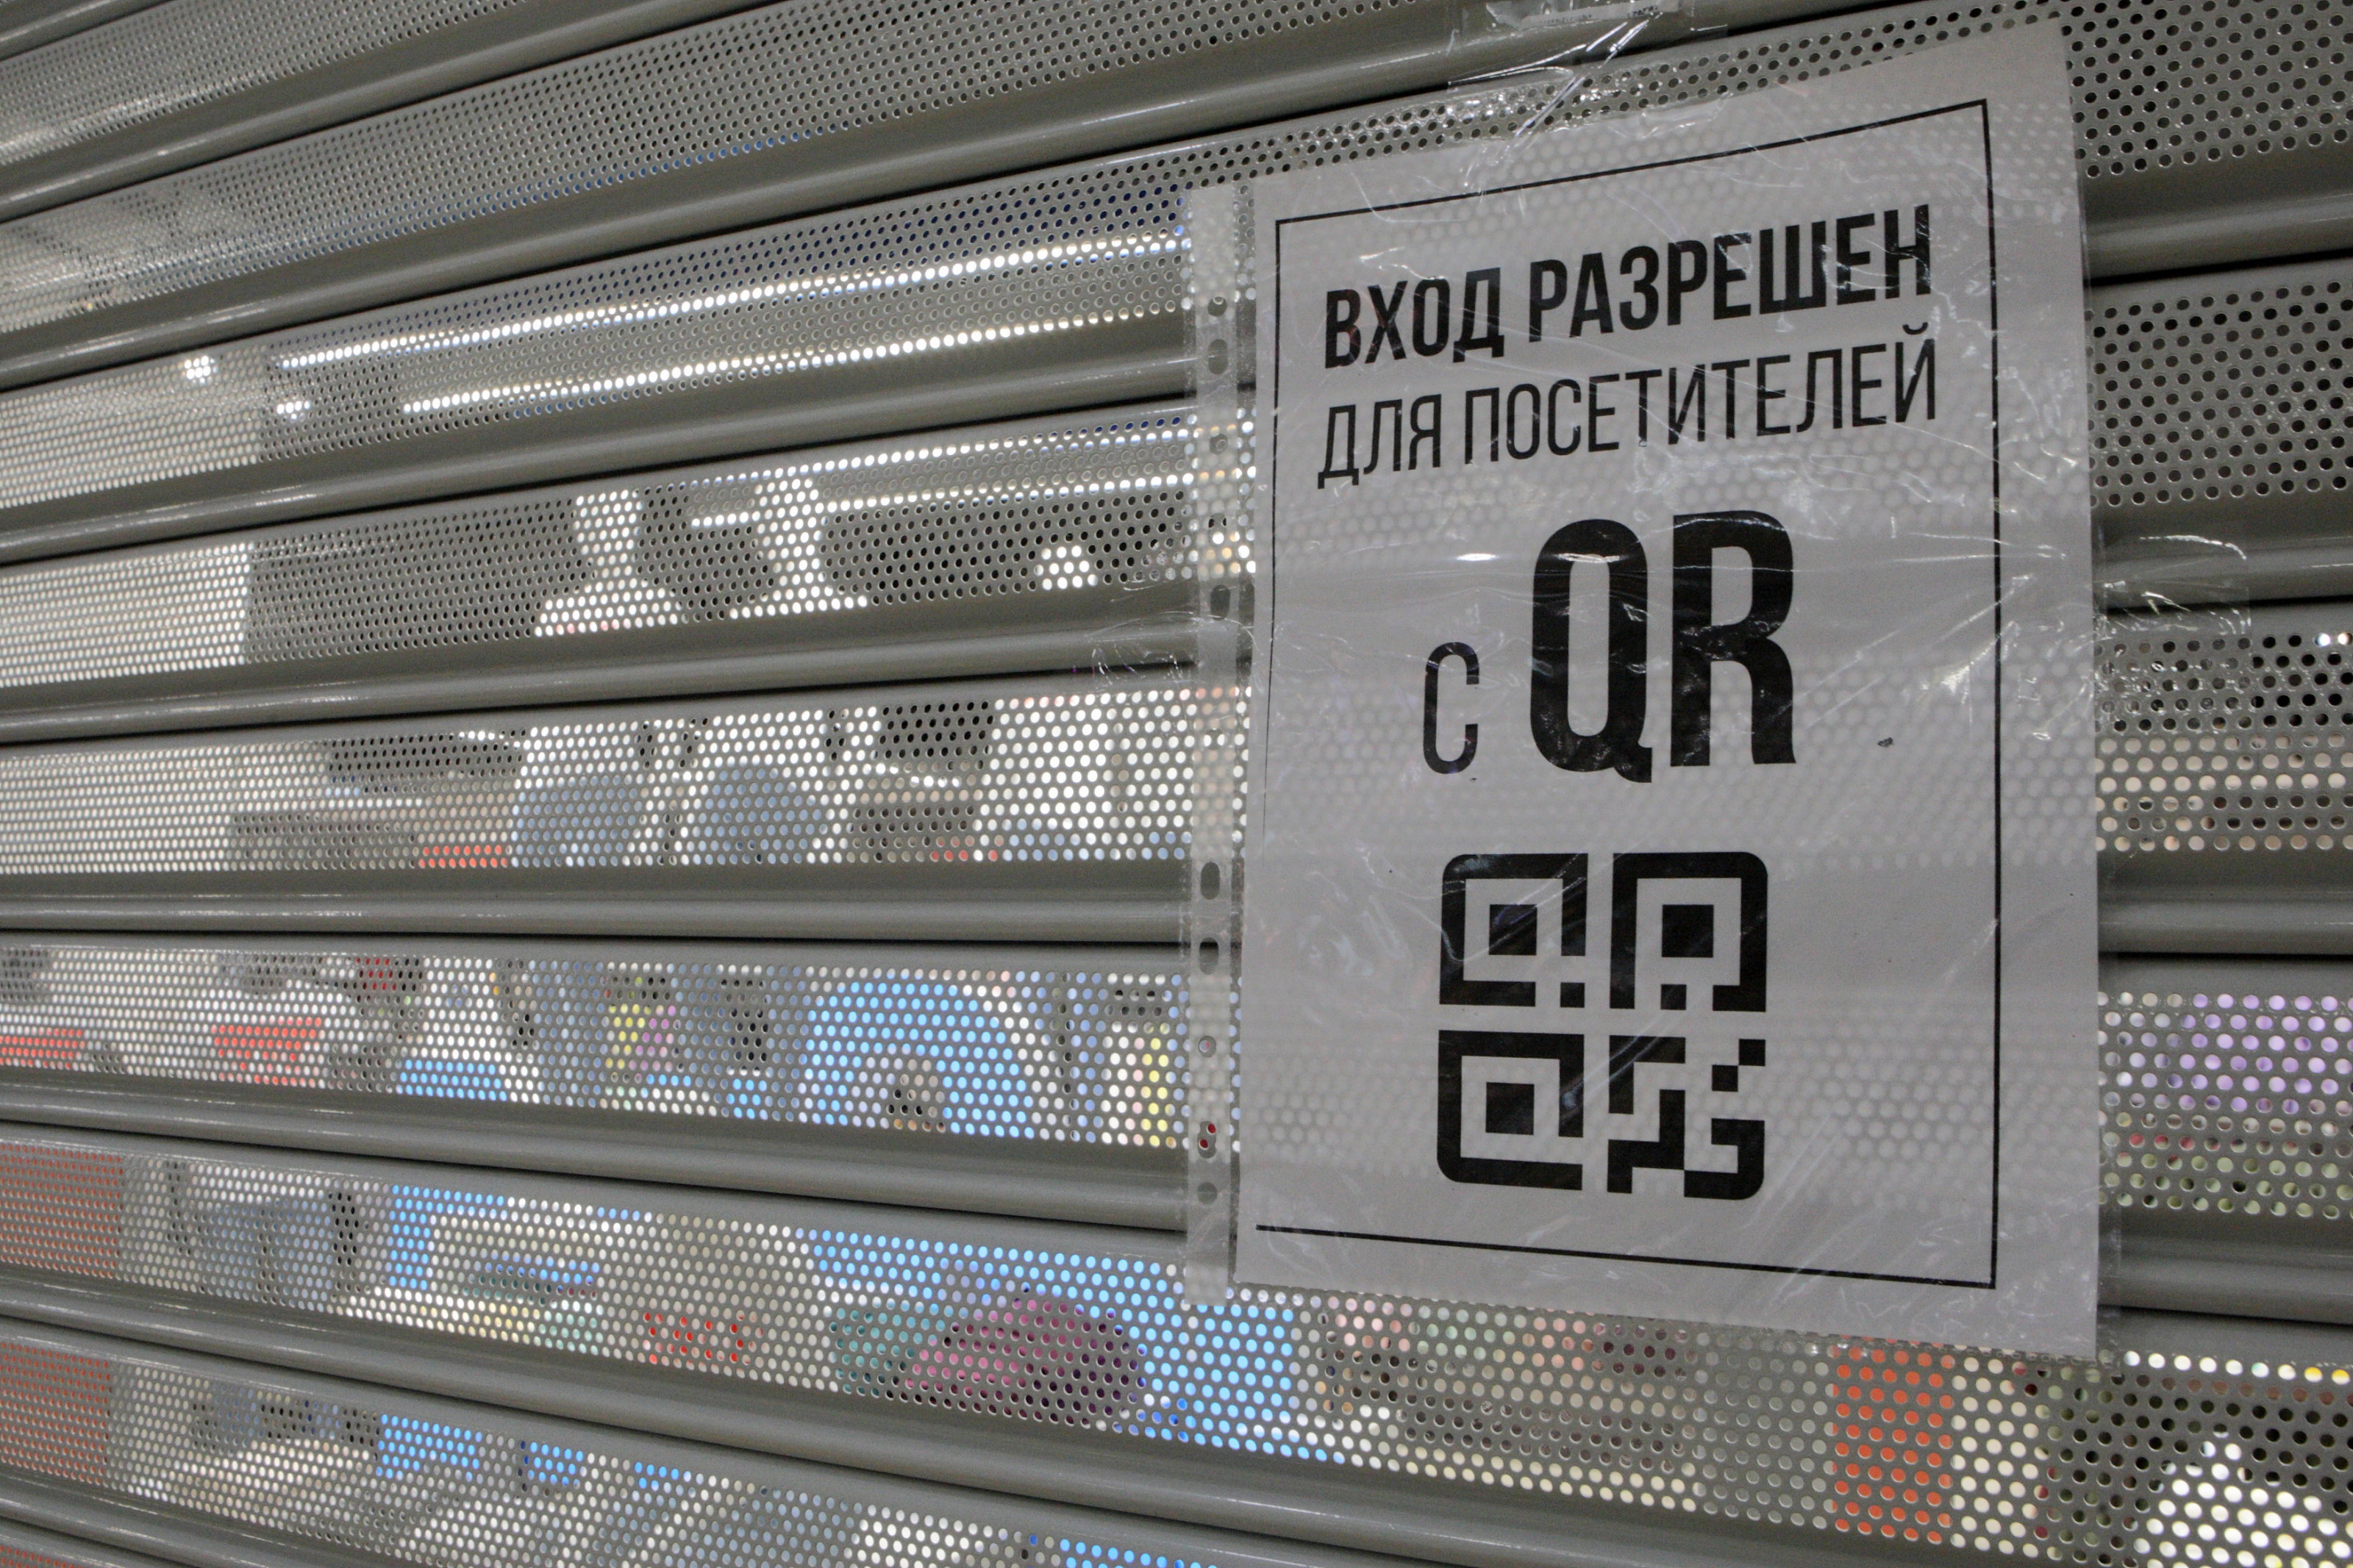 ВХОД РАЗРЕШЕН
ДЛЯ ПОСЕТИТЕЛЕЙ
С QR